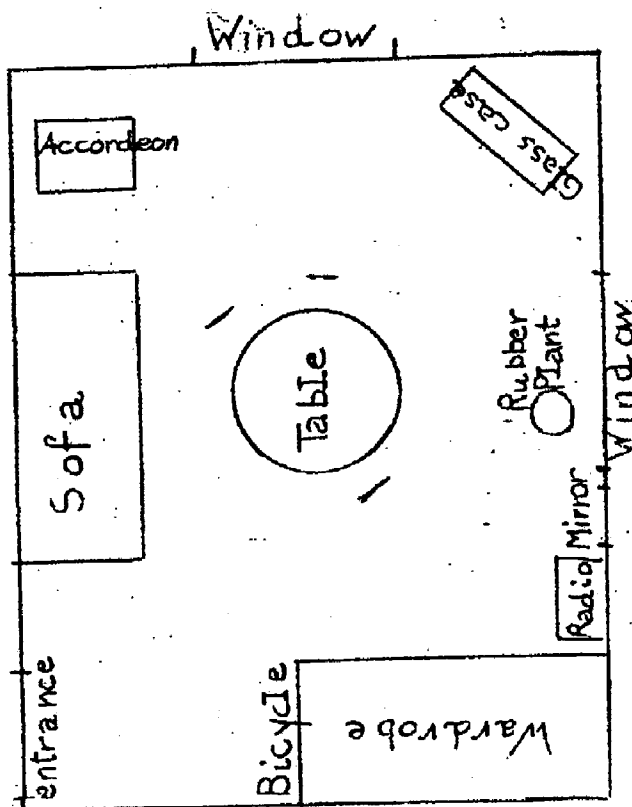 Window
Accordeon
Glass case
Rubber
Plant
Window
Table
Sofa
Mirror
Radio
entrance
Bicycle
Wardrobe